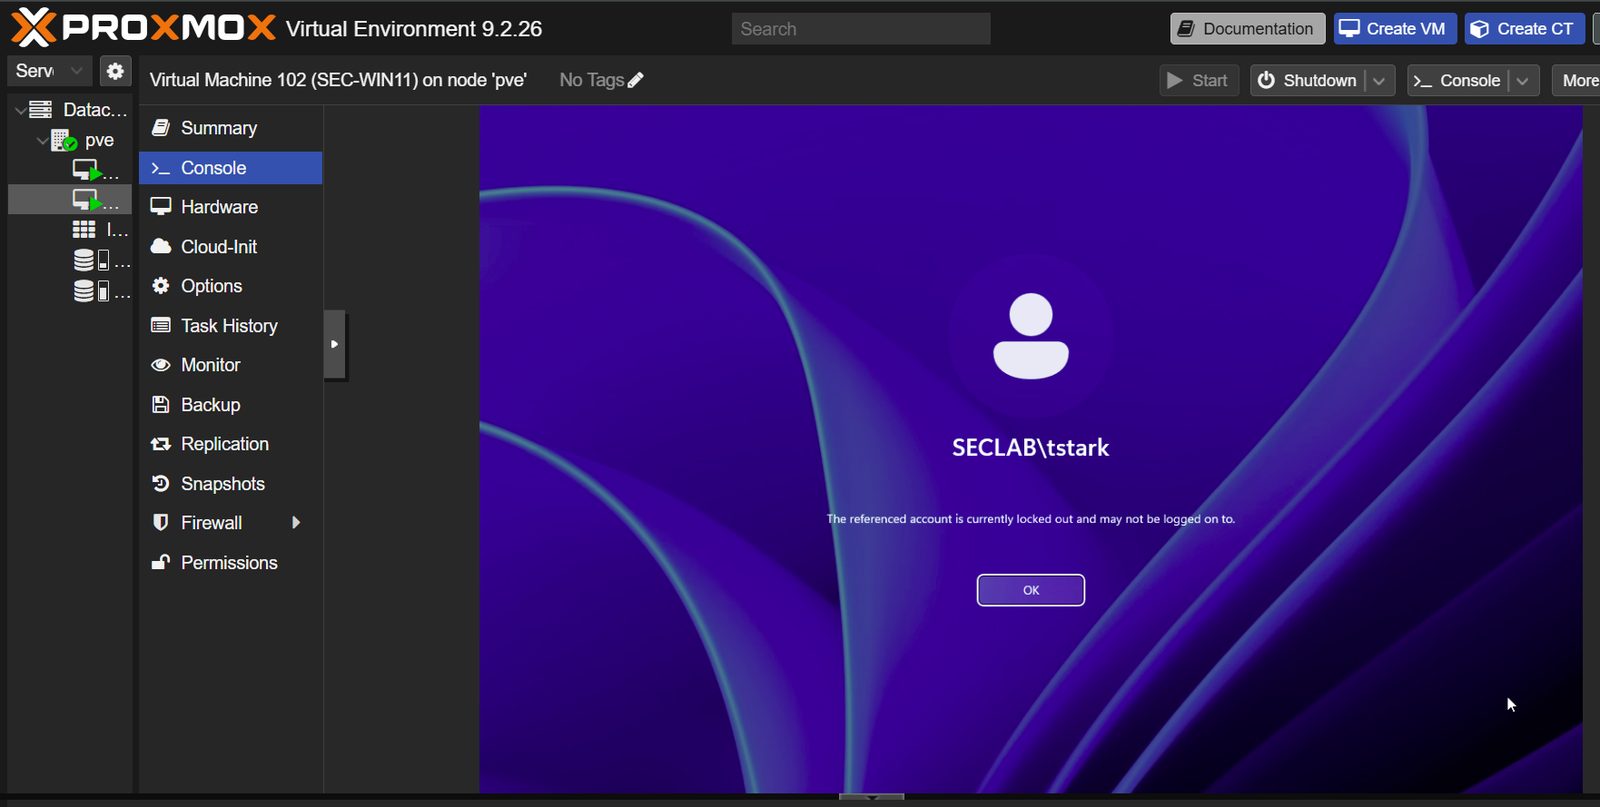 PROXMOX Virtual Environment 9.2.26
Search
Documentation
Create VM
Create CT
Serv
Virtual Machine 102 (SEC-WIN11) on node 'pve'
No Tags
Start
Shutdown
Console
More
Datac...
pve
...
...
l...
...
...
Summary
Console
Hardware
Cloud-Init
Options
Task History
Monitor
Backup
Replication
Snapshots
Firewall
Permissions
SECLAB\tstark
The referenced account is currently locked out and may not be logged on to.
OK